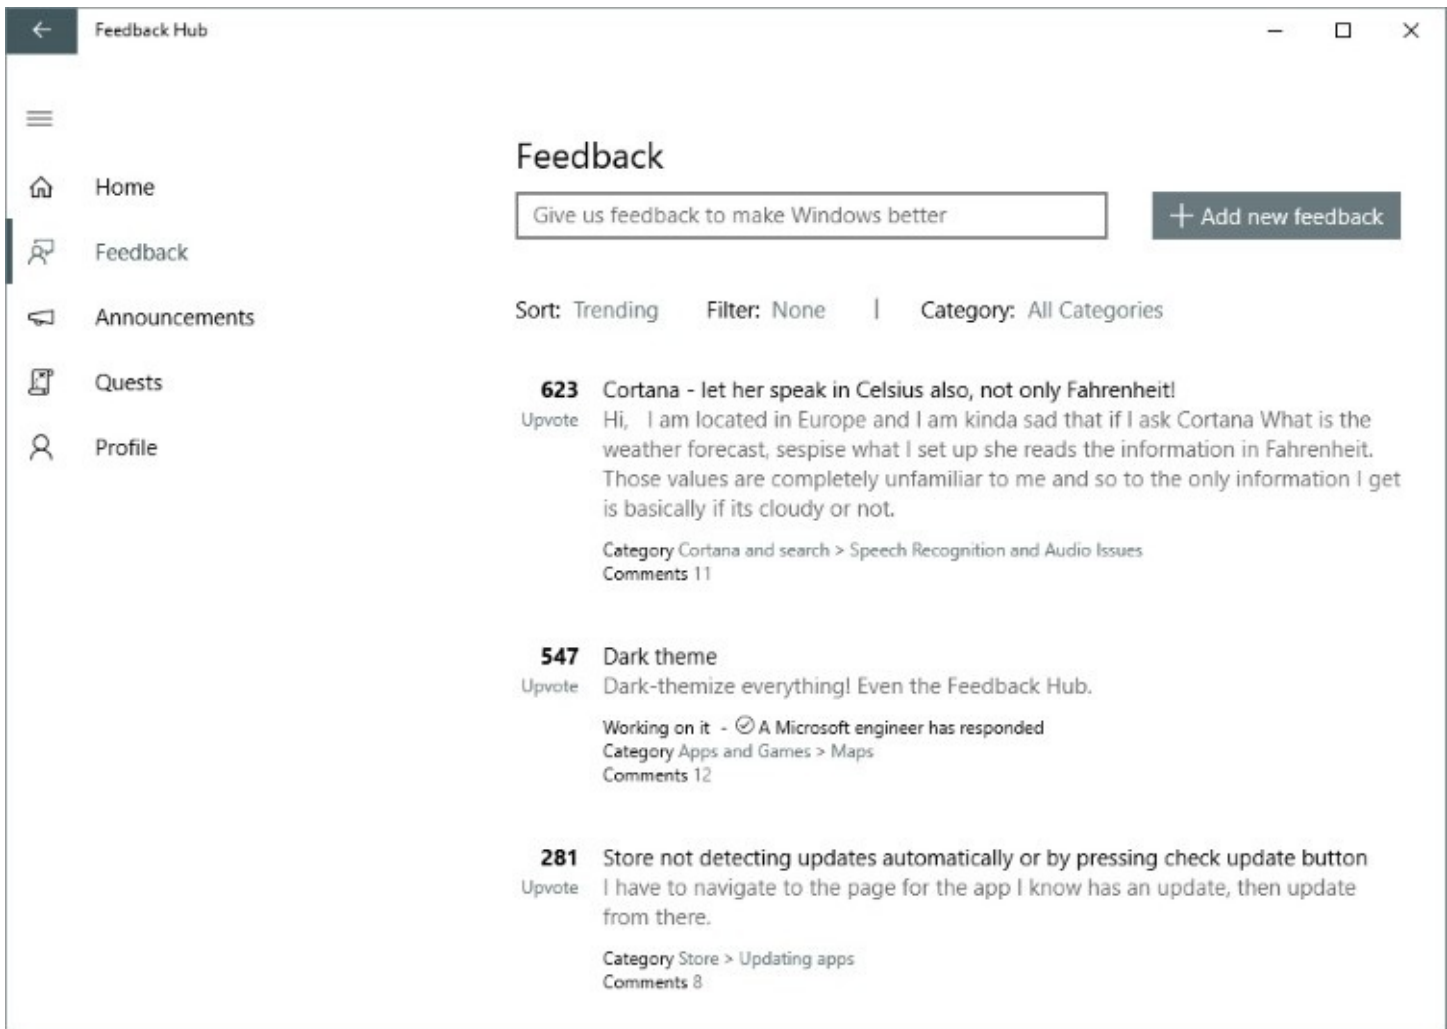 Feedback Hub
Home
Feedback
Announcements
Quests
Profile
Feedback
Give us feedback to make Windows better
Add new feedback
Sort: Trending Filter: None | Category: All Categories
623 Cortana - let her speak in Celsius also, not only Fahrenheit!
Upvote Hi, I am located in Europe and I am kinda sad that if I ask Cortana What is the
weather forecast, sespise what I set up she reads the information in Fahrenheit.
Those values are completely unfamiliar to me and so to the only information I get
is basically if its cloudy or not.
Category Cortana and search > Speech Recognition and Audio Issues
Comments 11
547 Dark theme
Upvote Dark-themize everything! Even the Feedback Hub.
Working on it - A Microsoft engineer has responded
Category Apps and Games > Maps
Comments 12
281 Store not detecting updates automatically or by pressing check update button
Upvote I have to navigate to the page for the app I know has an update, then update
from there.
Category Store > Updating apps
Comments 8